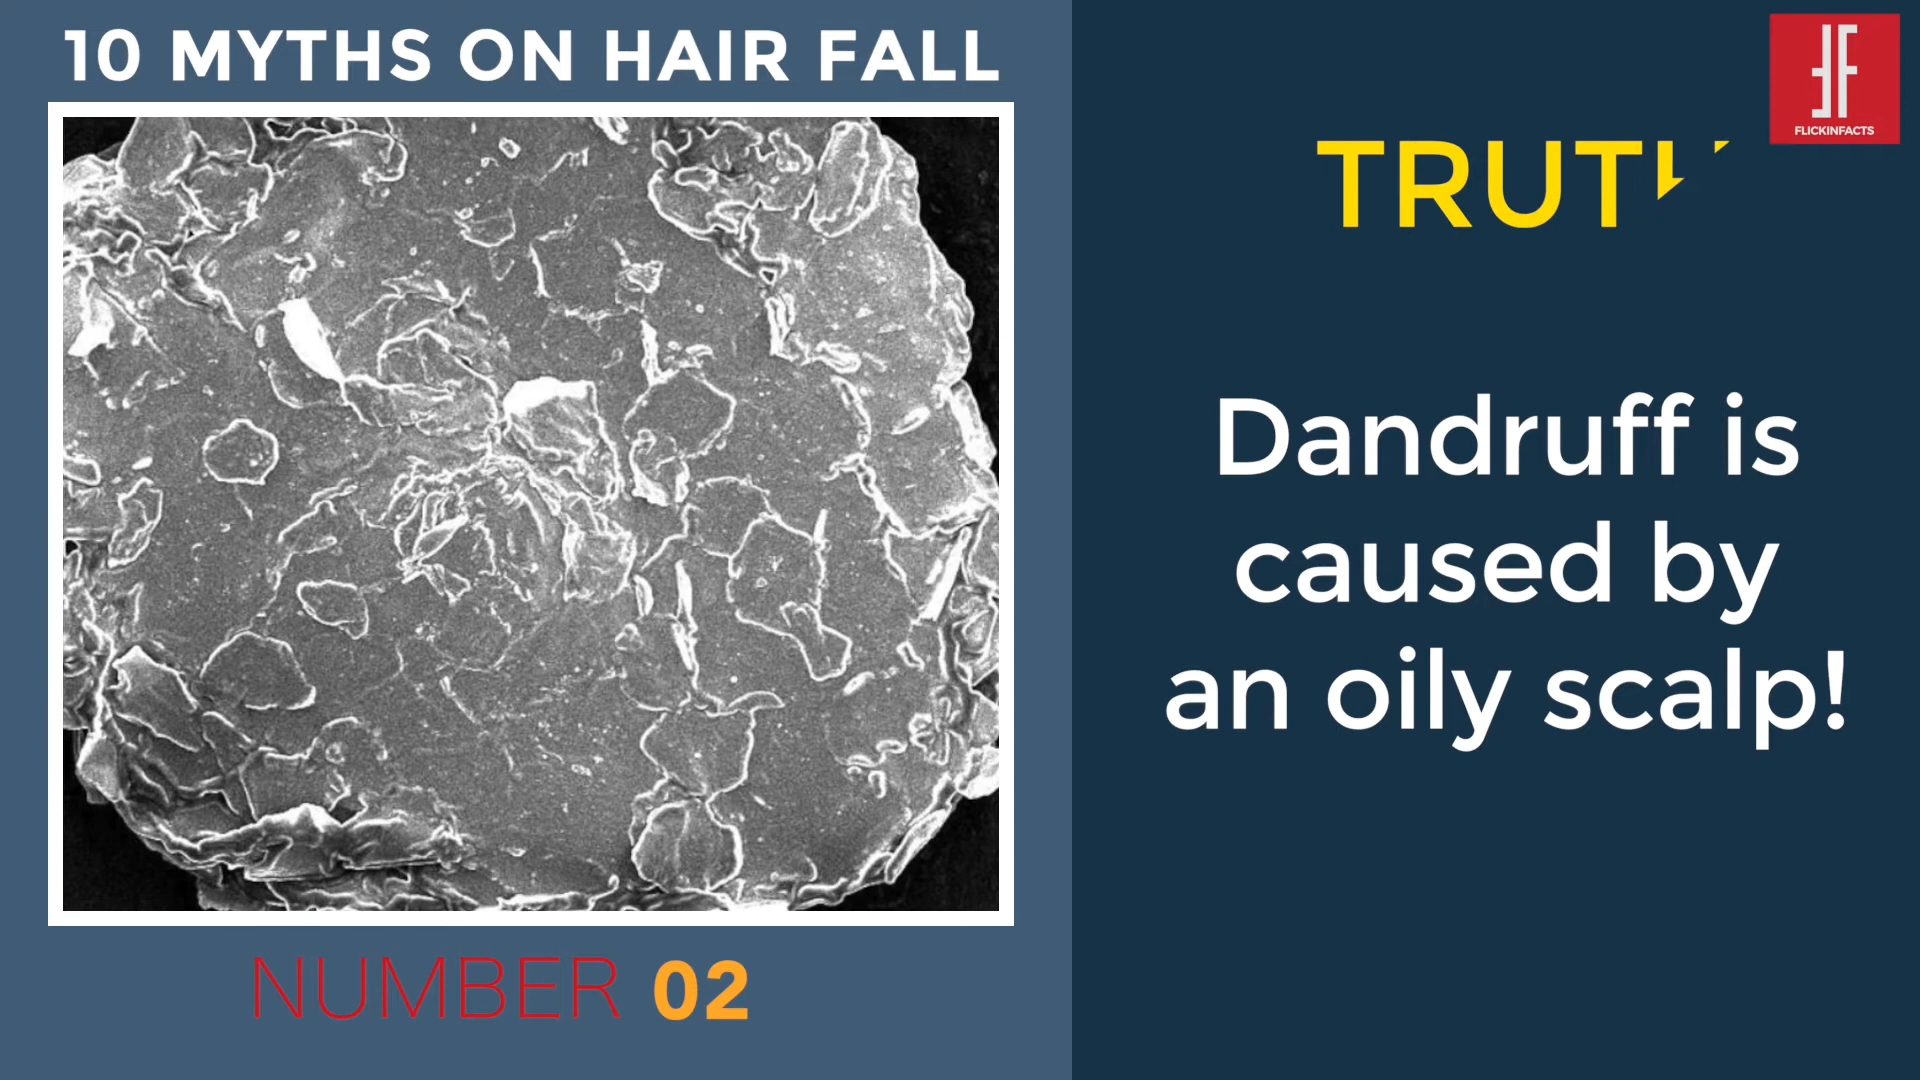 10 MYTHS ON HAIR FALL
NUMBER 02
FLICKINFACTS
Dandruff is
caused by
an oily scalp!